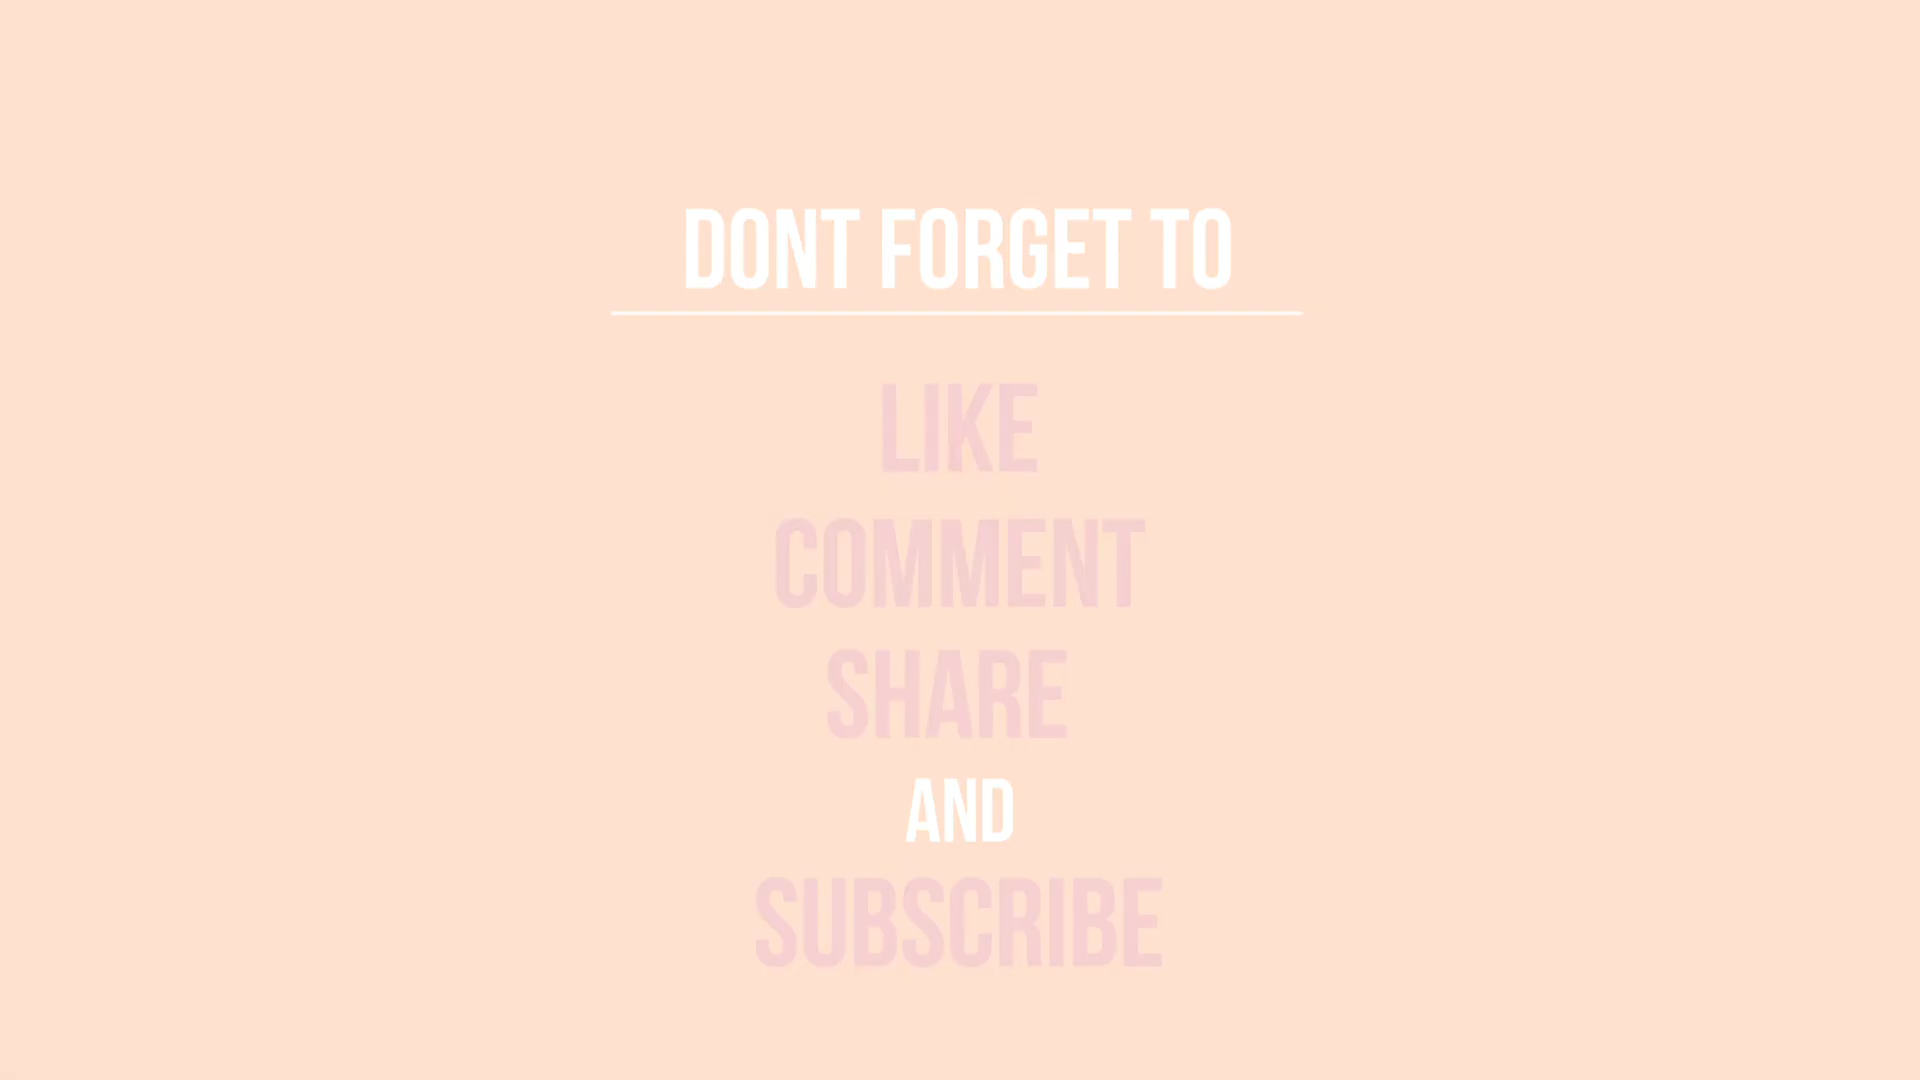 DONT FORGET TO
LIKE
COMMENT
SHARE
AND
SUBSCRIBE